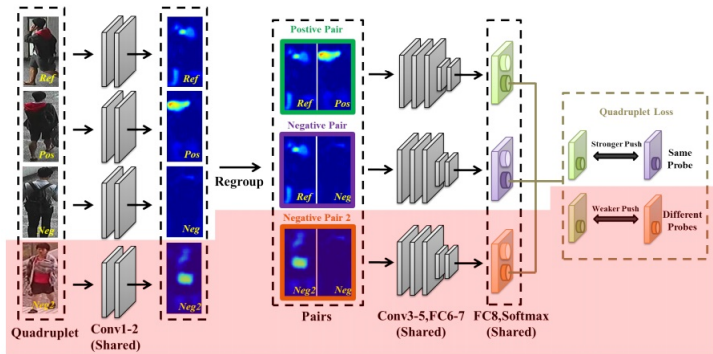 Ref
Pos
Neg
Neg2
Quadruplet
Conv1-2
(Shared)
Ref
Pos
Neg
Neg2
Regroup
Postive Pair
Ref
Pos
Negative Pair
Ref
Neg
Negative Pair 2
Neg2
Neg
Pairs
Conv3-5,FC6-7
(Shared)
FC8,Softmax
(Shared)
Quadruplet Loss
Stronger Push
Same
Probe
Weaker Push
Different
Probes